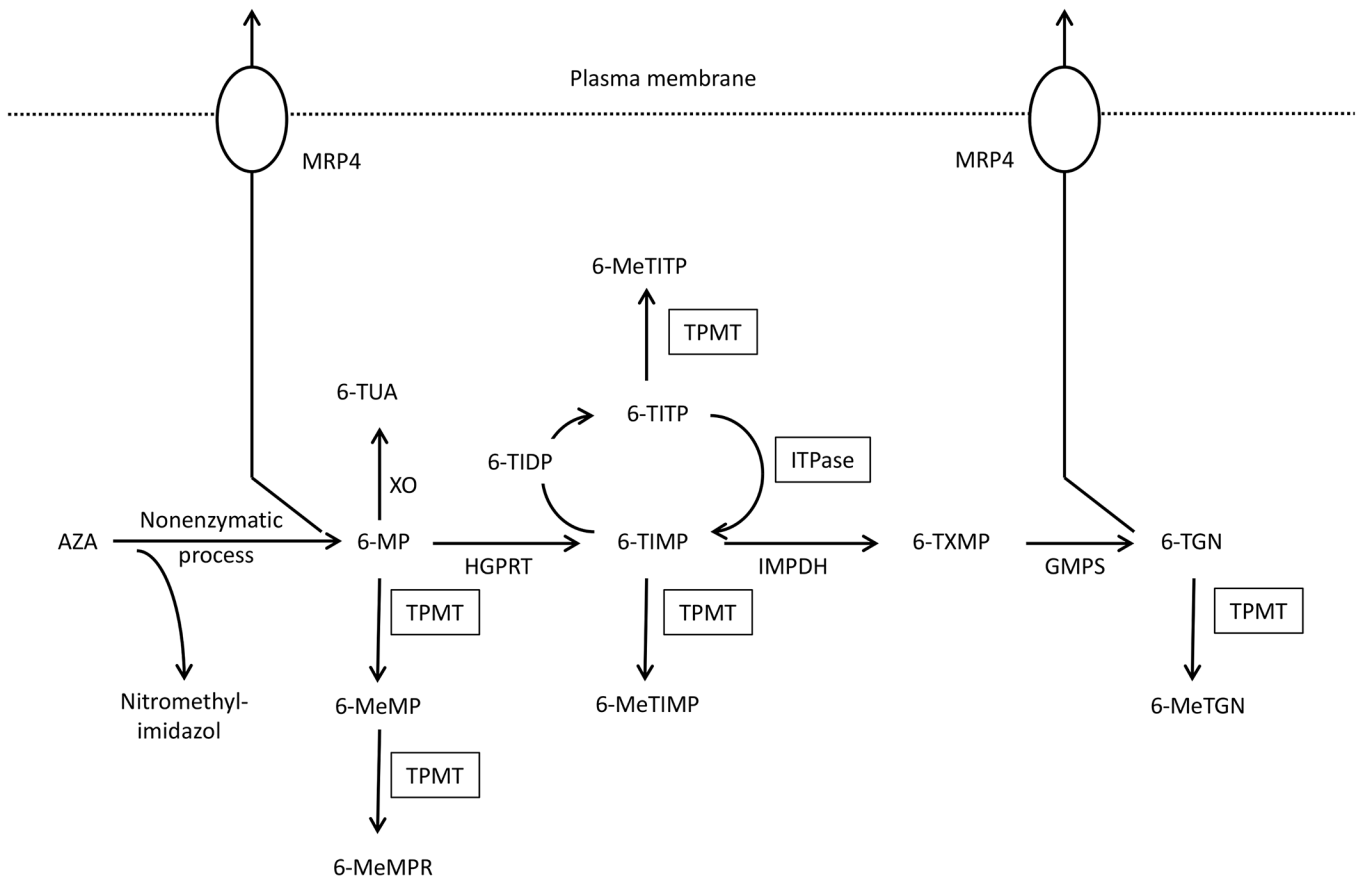 Plasma membrane
MRP4
MRP4
6-MeTITP
TPMT
6-TUA
6-TITP
6-TIDP
ITPase
XO
Nonenzymatic
process
AZA
6-MP
HGPRT
6-TIMP
IMPDH
6-TXMP
GMPS
6-TGN
TPMT
TPMT
TPMT
Nitromethyl-
imidazol
6-MeMP
6-MeTIMP
6-MeTGN
TPMT
6-MeMPR